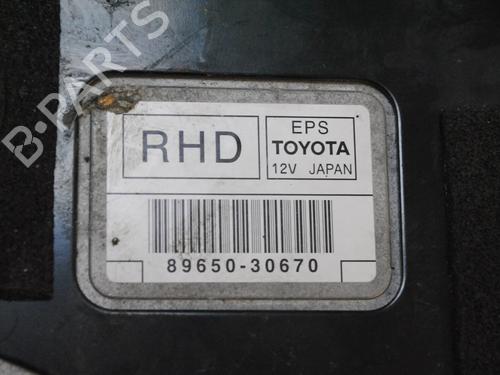 B-PARTS
RHD
EPS
TOYOTA
12V JAPAN
89650-30670